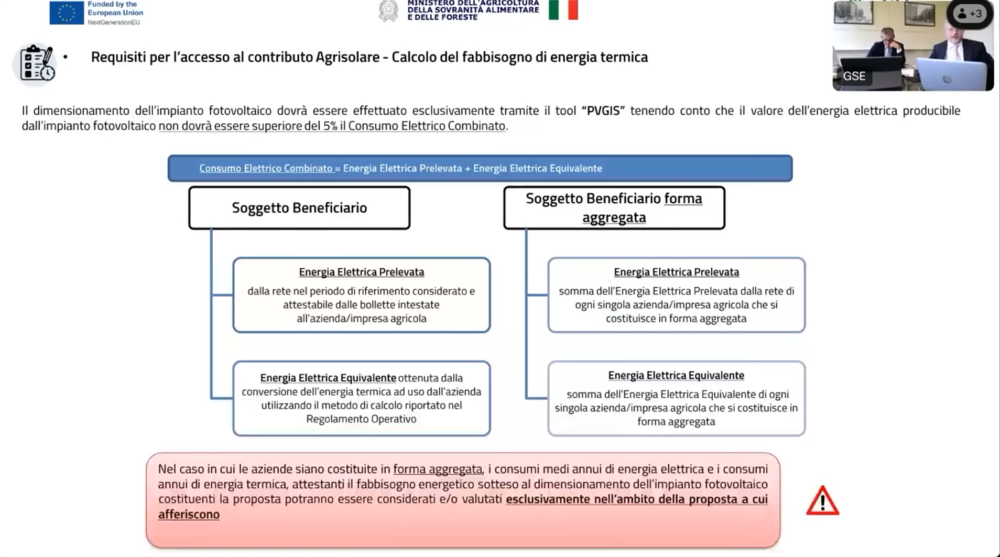 Funded by the
European Union
NextGenerationEU
MINISTERO DELL'AGRICOLTURA
DELLA SOVRANITÀ ALIMENTARE
E DELLE FORESTE
+3
GSE
• Requisiti per l'accesso al contributo Agrisolare - Calcolo del fabbisogno di energia termica
Il dimensionamento dell'impianto fotovoltaico dovrà essere effettuato esclusivamente tramite il tool “PVGIS” tenendo conto che il valore dell'energia elettrica producibile
dall'impianto fotovoltaico non dovrà essere superiore del 5% il Consumo Elettrico Combinato.
Consumo Elettrico Combinato = Energia Elettrica Prelevata + Energia Elettrica Equivalente
Soggetto Beneficiario
Energia Elettrica Prelevata
dalla rete nel periodo di riferimento considerato e
attestabile dalle bollette intestate
all'azienda/impresa agricola
Energia Elettrica Equivalente ottenuta dalla
conversione dell'energia termica ad uso dall'azienda
utilizzando il metodo di calcolo riportato nel
Regolamento Operativo
Soggetto Beneficiario forma
aggregata
Energia Elettrica Prelevata
somma dell'Energia Elettrica Prelevata dalla rete di
ogni singola azienda/impresa agricola che si
costituisce in forma aggregata
Energia Elettrica Equivalente
somma dell'Energia Elettrica Equivalente di ogni
singola azienda/impresa agricola che si costituisce in
forma aggregata
Nel caso in cui le aziende siano costituite in forma aggregata, i consumi medi annui di energia elettrica e i consumi
annui di energia termica, attestanti il fabbisogno energetico sotteso al dimensionamento dell'impianto fotovoltaico
costituenti la proposta potranno essere considerati e/o valutati esclusivamente nell'ambito della proposta a cui
afferiscono